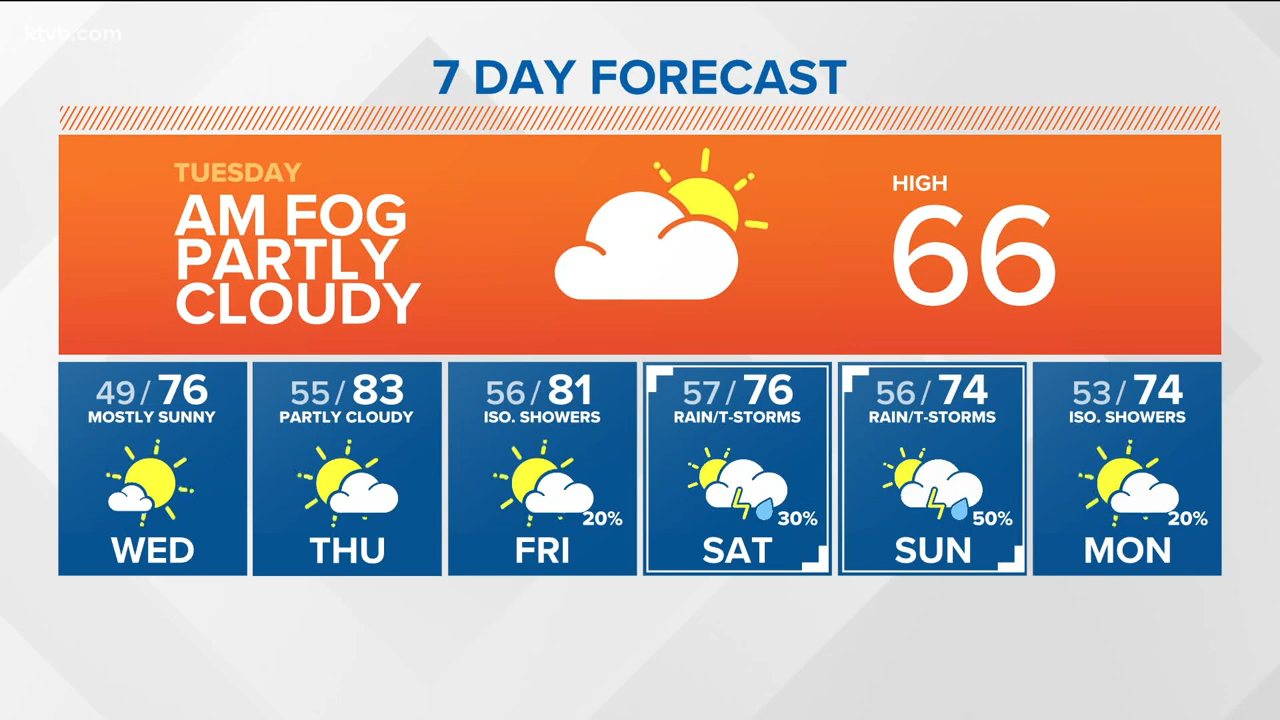 ktvb.com
7 DAY FORECAST
TUESDAY
AM FOG
PARTLY
CLOUDY
HIGH
66
49/76
MOSTLY SUNNY
WED
55/83
PARTLY CLOUDY
THU
56/81
ISO. SHOWERS
20%
FRI
57/76
RAIN/T-STORMS
30%
SAT
56/74
RAIN/T-STORMS
50%
SUN
53/74
ISO. SHOWERS
20%
MON